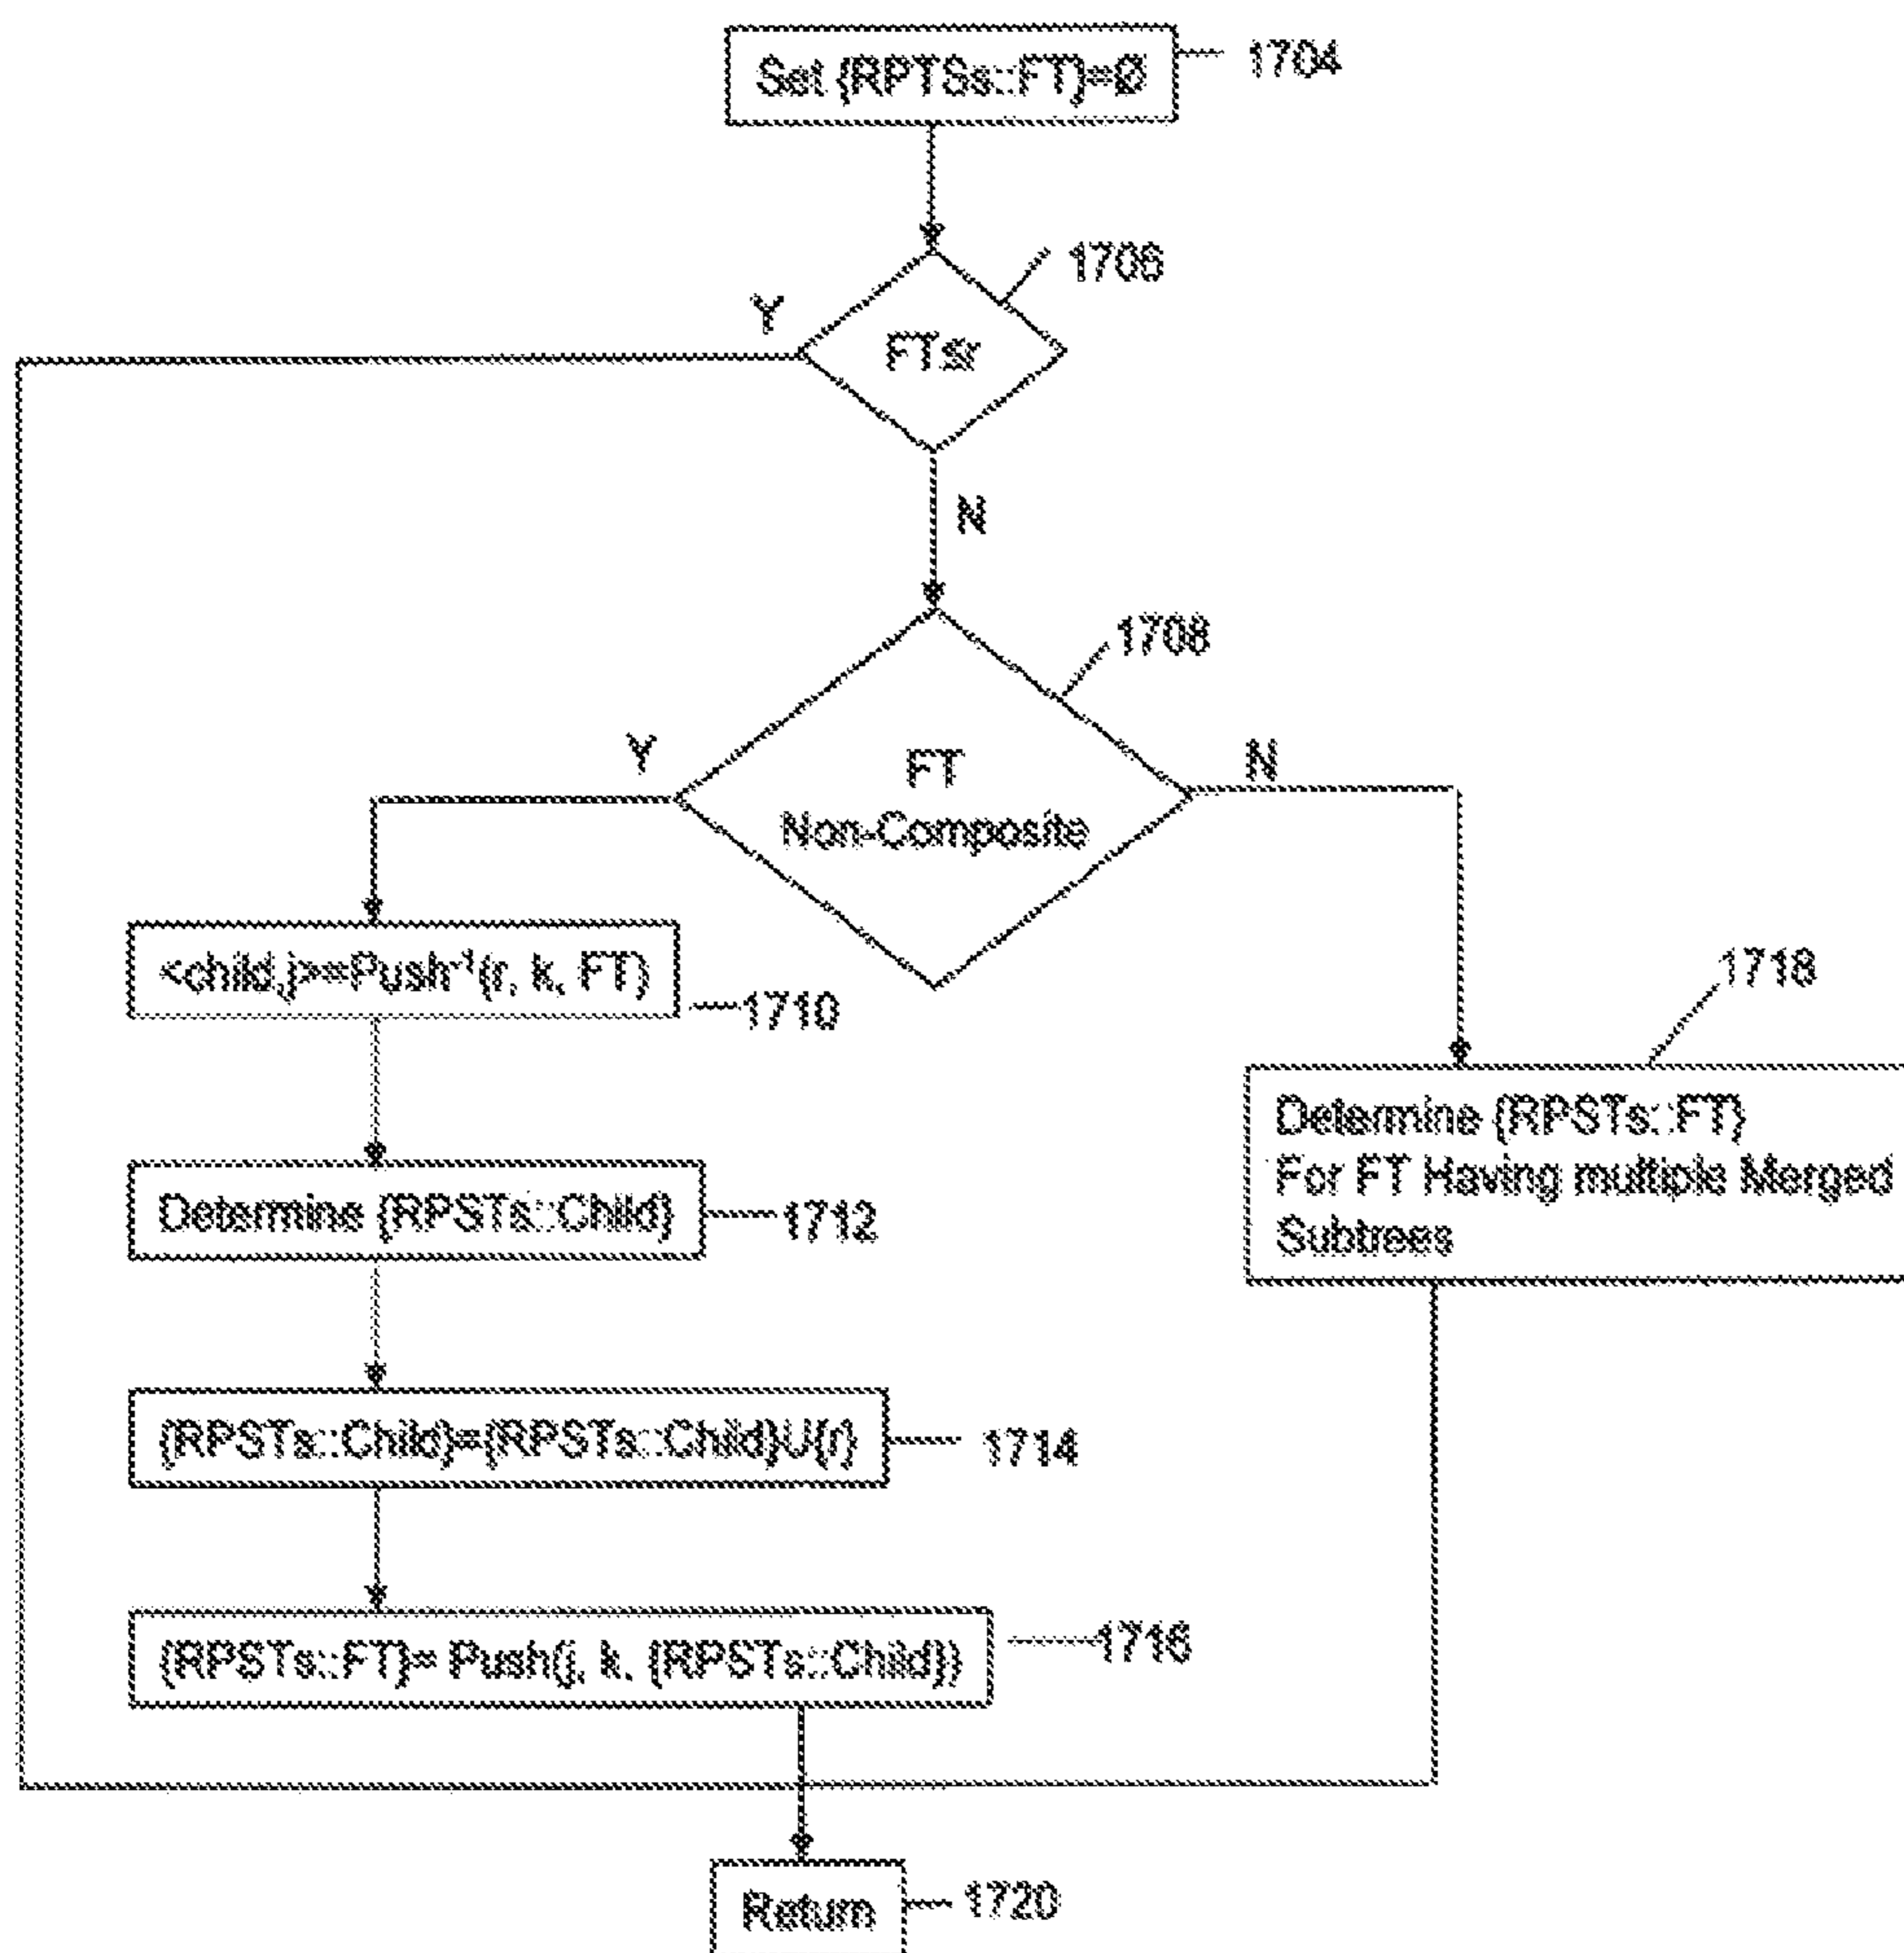 Set {RPTSs::FT}=Ø
1704
1706
Y
FT≤r
N
1708
Y
FT
Non-Composite
N
<child,j>=Push⁻¹(r, k, FT)
1710
1718
Determine {RPSTs::FT}
For FT Having multiple Merged
Subtrees
Determine {RPSTs::Child}
1712
{RPSTs::Child}={RPSTs::Child}U{r}
1714
{RPSTs::FT}= Push(j, k, {RPSTs::Child})
1716
Return
1720